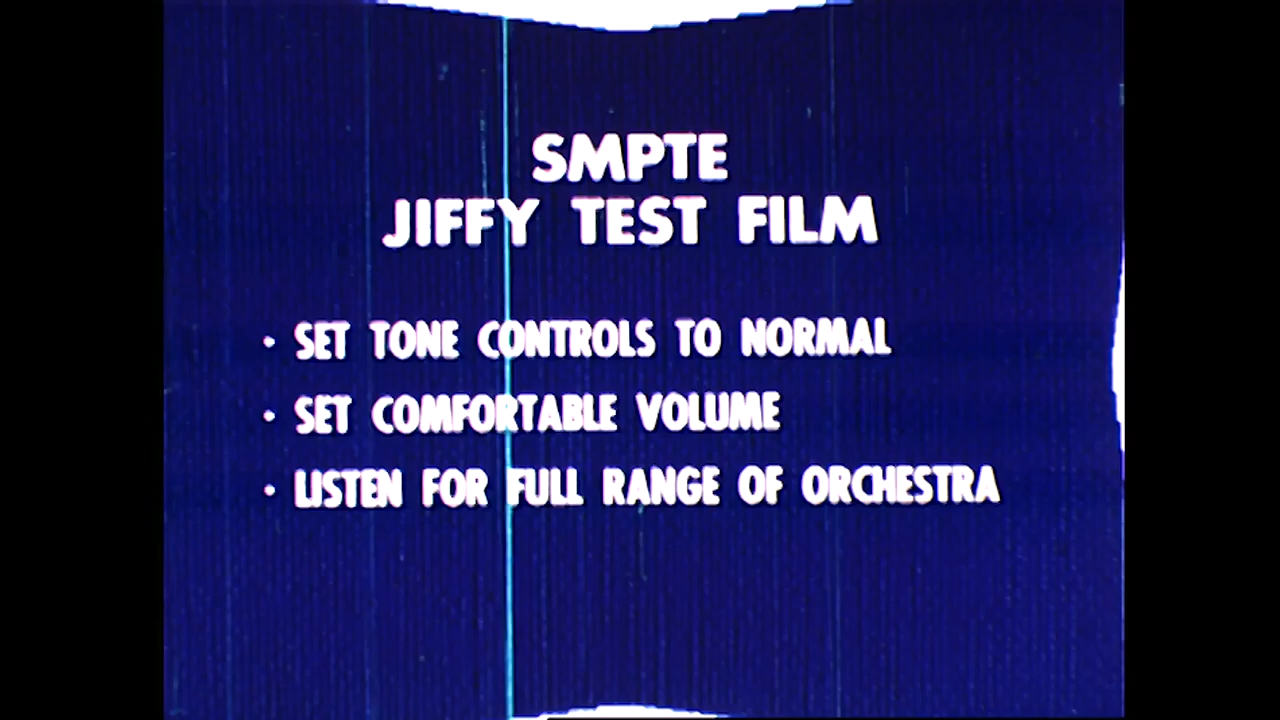 SMPTE
JIFFY TEST FILM
• SET TONE CONTROLS TO NORMAL
• SET COMFORTABLE VOLUME
• LISTEN FOR FULL RANGE OF ORCHESTRA